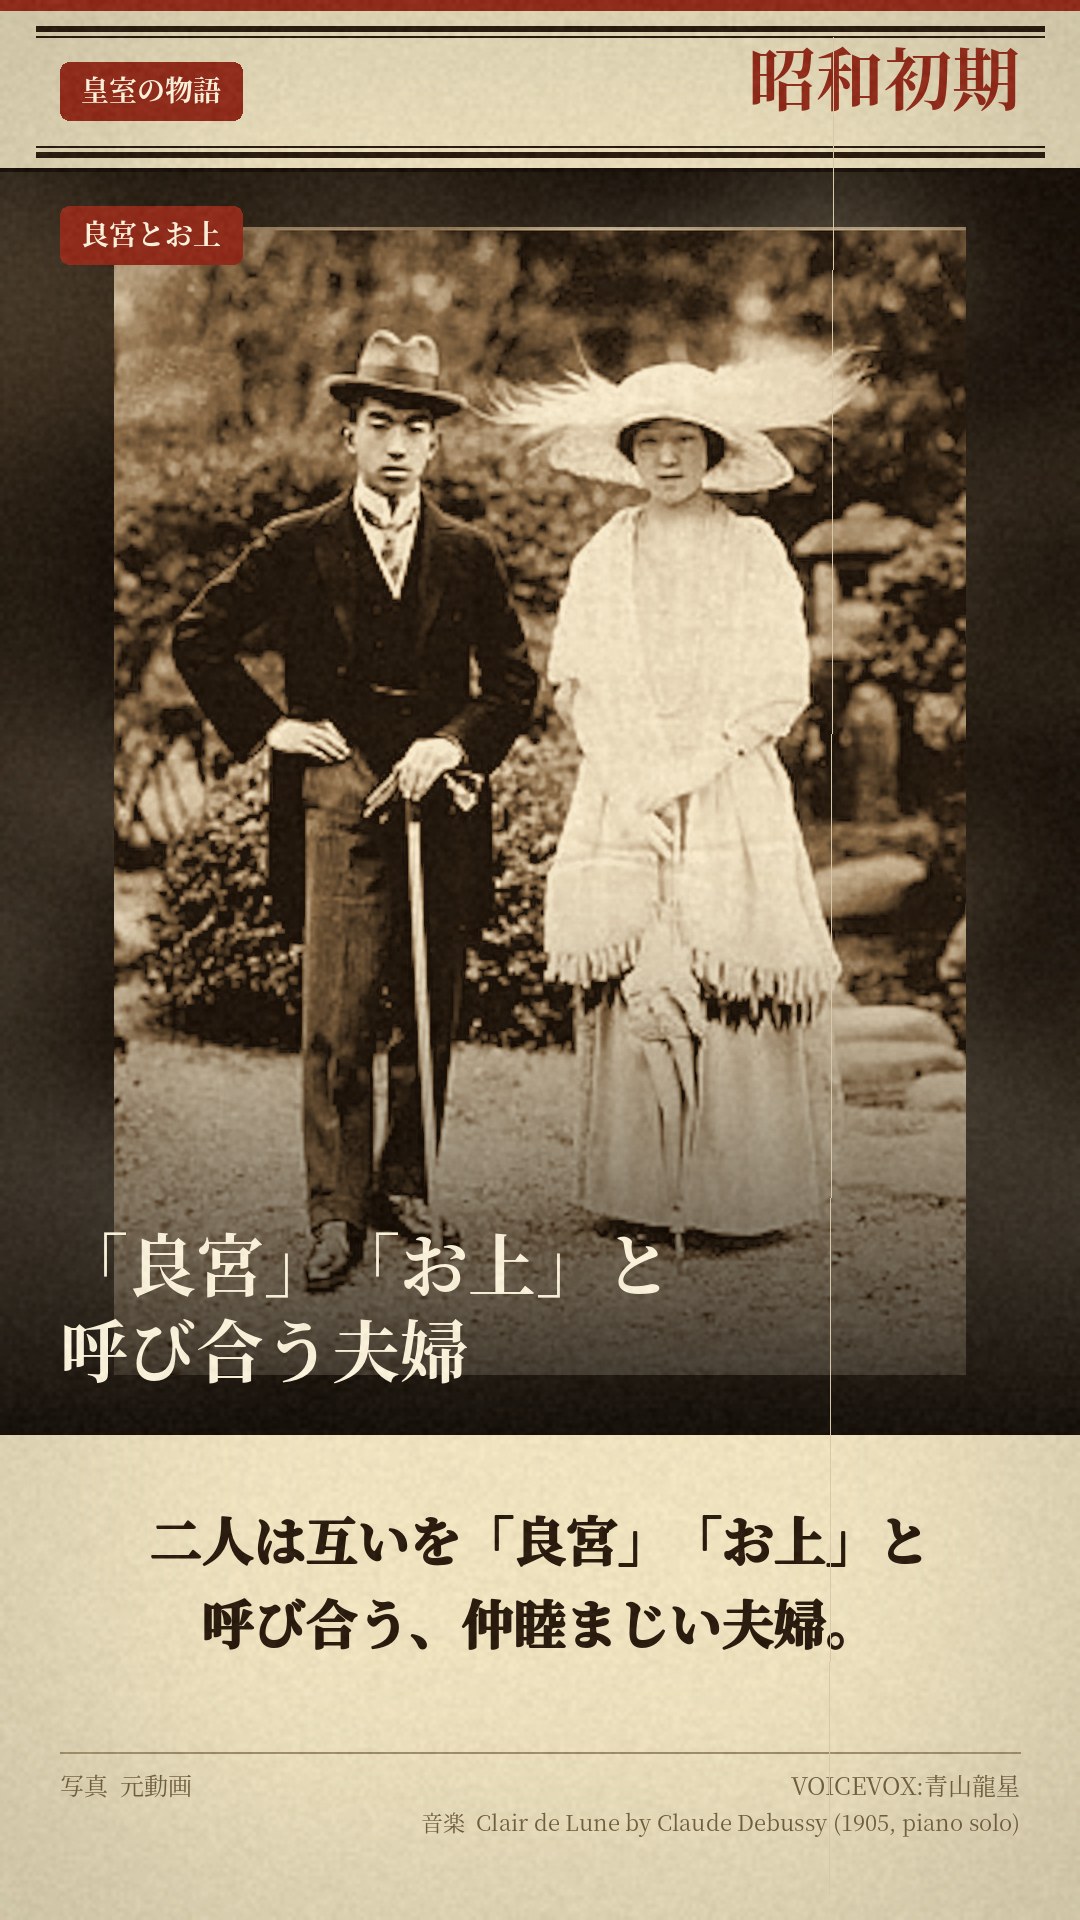 皇室の物語
昭和初期
良宮とお上
「良宮」「お上」と
呼び合う夫婦
二人は互いを「良宮」「お上」と
呼び合う、仲睦まじい夫婦。
写真 元動画
VOICEVOX:青山龍星
音楽 Clair de Lune by Claude Debussy (1905, piano solo)